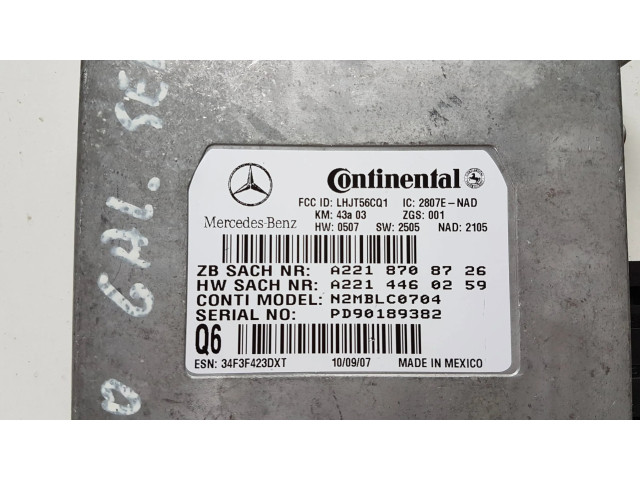 GAL. SE
Continental
Mercedes-Benz
FCC ID: LHJT56CQ1 IC: 2807E-NAD
KM: 43a 03 ZGS: 001
HW: 0507 SW: 2505 NAD: 2105
ZB SACH NR: A221 870 87 26
HW SACH NR: A221 446 02 59
CONTI MODEL: N2MBLC0704
SERIAL NO: PD90189382
Q6
ESN: 34F3F423DXT 10/09/07 MADE IN MEXICO